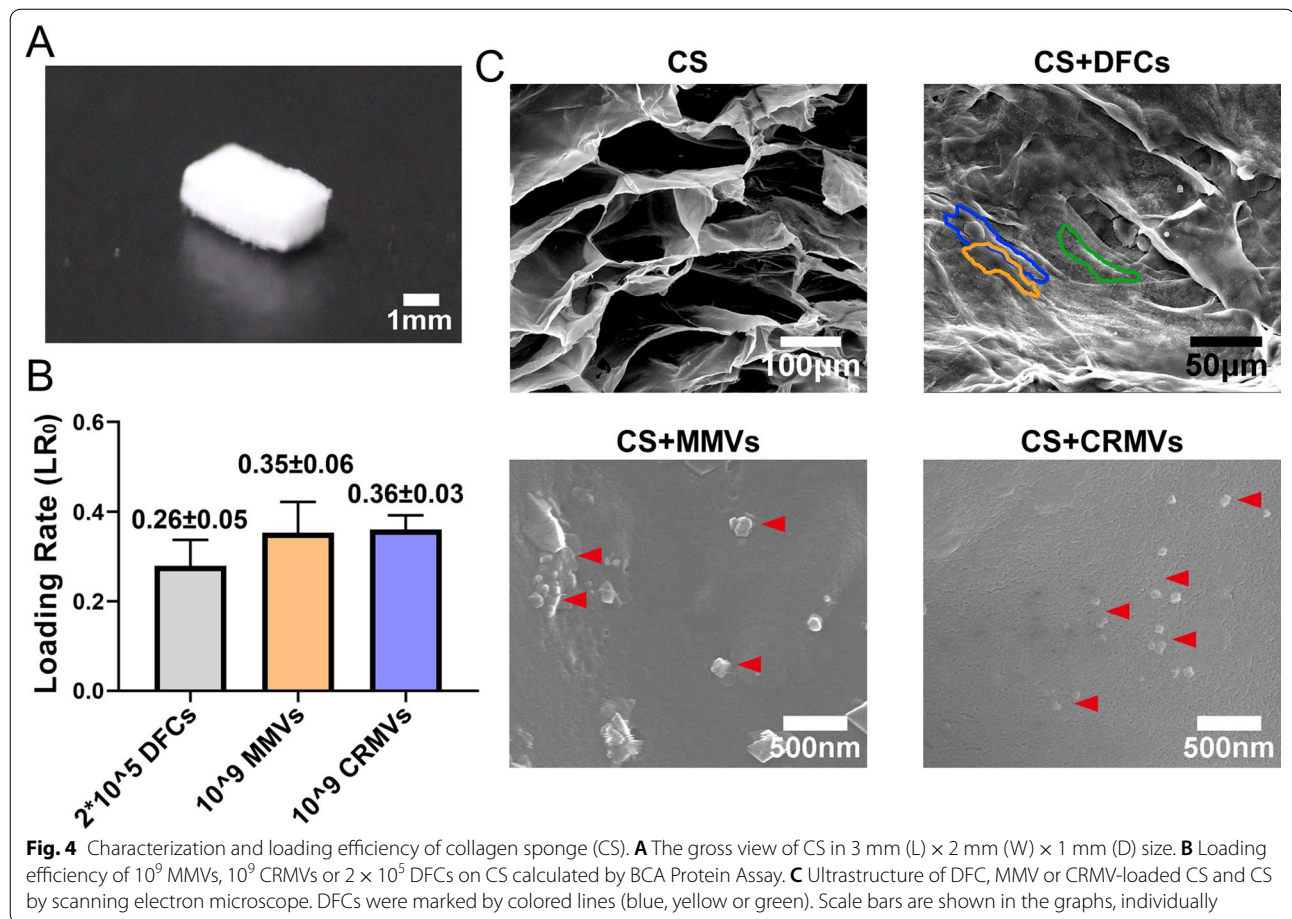 A
1mm
B
Loading Rate (LR₀)
0.6
0.4
0.2
0.0
0.26±0.05
0.35±0.06
0.36±0.03
2*10^5 DFCs
10^9 MMVs
10^9 CRMVs
C
CS
100μm
CS+DFCs
50μm
CS+MMVs
500nm
CS+CRMVs
500nm
Fig. 4 Characterization and loading efficiency of collagen sponge (CS). A The gross view of CS in 3 mm (L) × 2 mm (W) × 1 mm (D) size. B Loading
efficiency of 10⁹ MMVs, 10⁹ CRMVs or 2 × 10⁵ DFCs on CS calculated by BCA Protein Assay. C Ultrastructure of DFC, MMV or CRMV-loaded CS and CS
by scanning electron microscope. DFCs were marked by colored lines (blue, yellow or green). Scale bars are shown in the graphs, individually